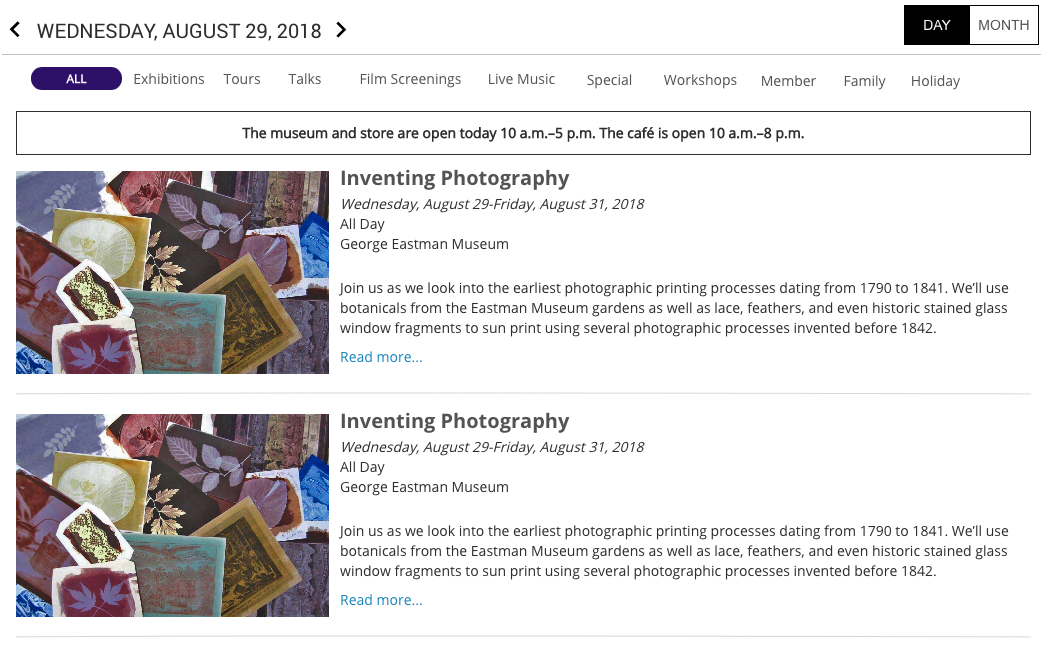 WEDNESDAY, AUGUST 29, 2018
DAY
MONTH
ALL
Exhibitions
Tours
Talks
Film Screenings
Live Music
Special
Workshops
Member
Family
Holiday
The museum and store are open today 10 a.m.–5 p.m. The café is open 10 a.m.–8 p.m.
Inventing Photography
Wednesday, August 29-Friday, August 31, 2018
All Day
George Eastman Museum
Join us as we look into the earliest photographic printing processes dating from 1790 to 1841. We’ll use
botanicals from the Eastman Museum gardens as well as lace, feathers, and even historic stained glass
window fragments to sun print using several photographic processes invented before 1842.
Read more...
Inventing Photography
Wednesday, August 29-Friday, August 31, 2018
All Day
George Eastman Museum
Join us as we look into the earliest photographic printing processes dating from 1790 to 1841. We’ll use
botanicals from the Eastman Museum gardens as well as lace, feathers, and even historic stained glass
window fragments to sun print using several photographic processes invented before 1842.
Read more...